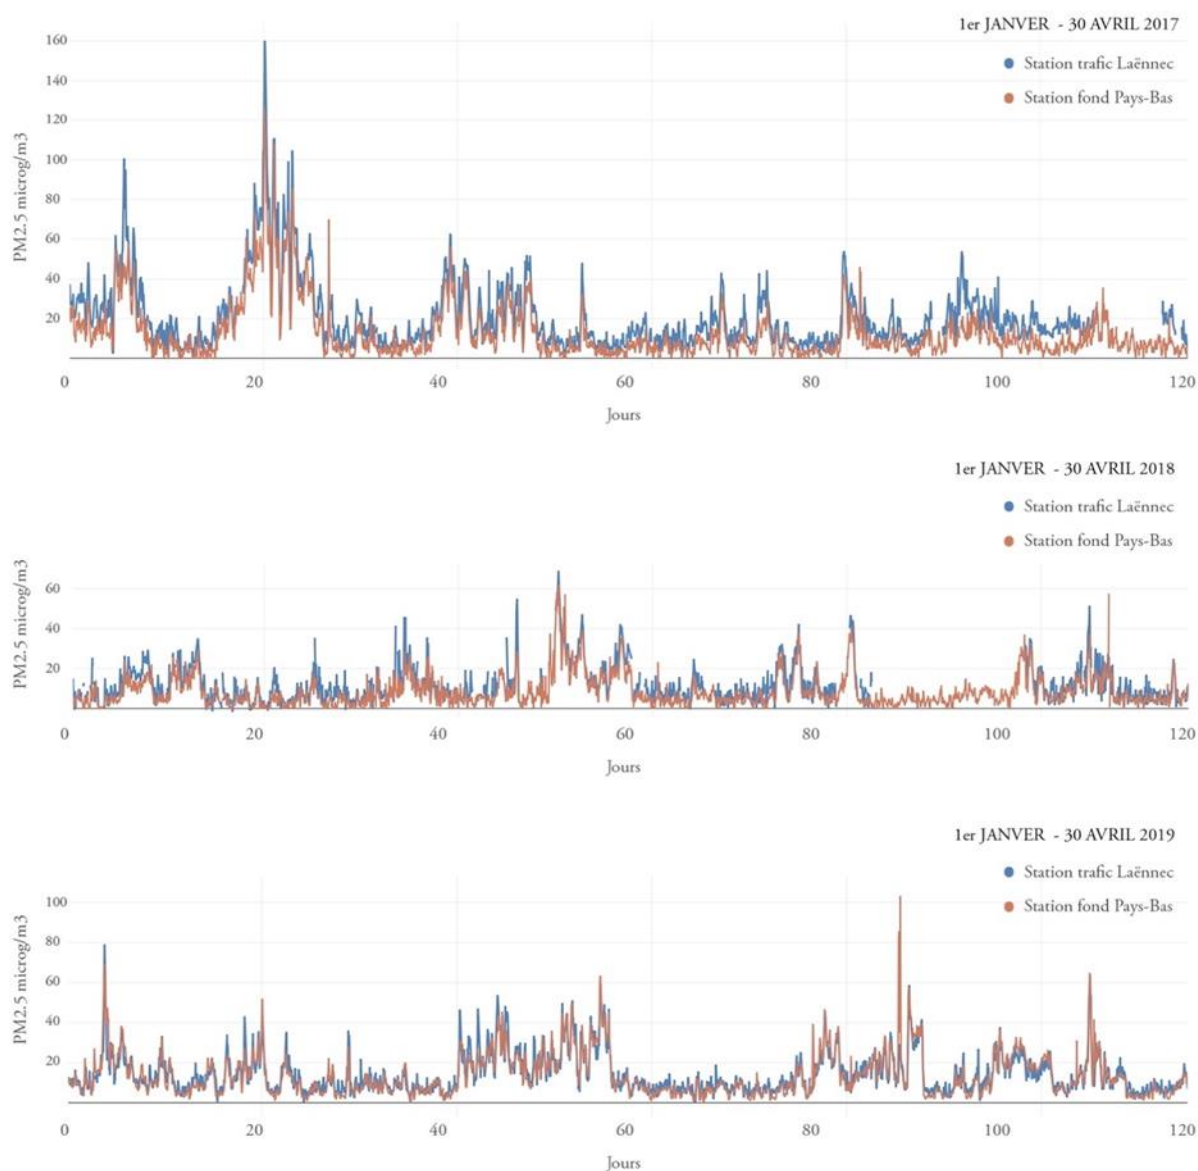 1er JANVER - 30 AVRIL 2017
Station trafic Laënnec
Station fond Pays-Bas
PM2.5 microg/m3
160
140
120
100
80
60
40
20
0 20 40 60 80 100 120
Jours
1er JANVER - 30 AVRIL 2018
Station trafic Laënnec
Station fond Pays-Bas
PM2.5 microg/m3
60
40
20
0 20 40 60 80 100 120
Jours
1er JANVER - 30 AVRIL 2019
Station trafic Laënnec
Station fond Pays-Bas
PM2.5 microg/m3
100
80
60
40
20
0 20 40 60 80 100 120
Jours